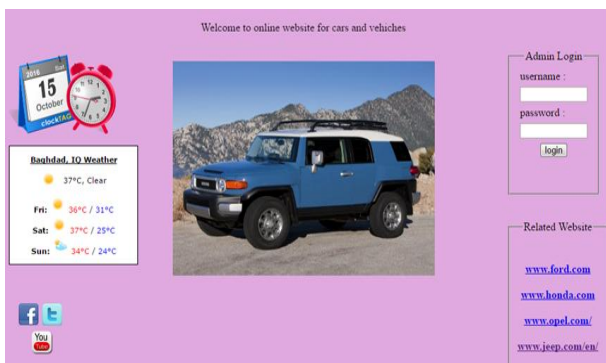 Welcome to online website for cars and vehiches
2016 Sat
15
October
clockTAG
Baghdad, IQ Weather
37°C, Clear
Fri: 36°C / 31°C
Sat: 37°C / 25°C
Sun: 34°C / 24°C
You
Tube
Admin Login
username :
password :
login
Related Website
www.ford.com
www.honda.com
www.opel.com/
www.jeep.com/en/